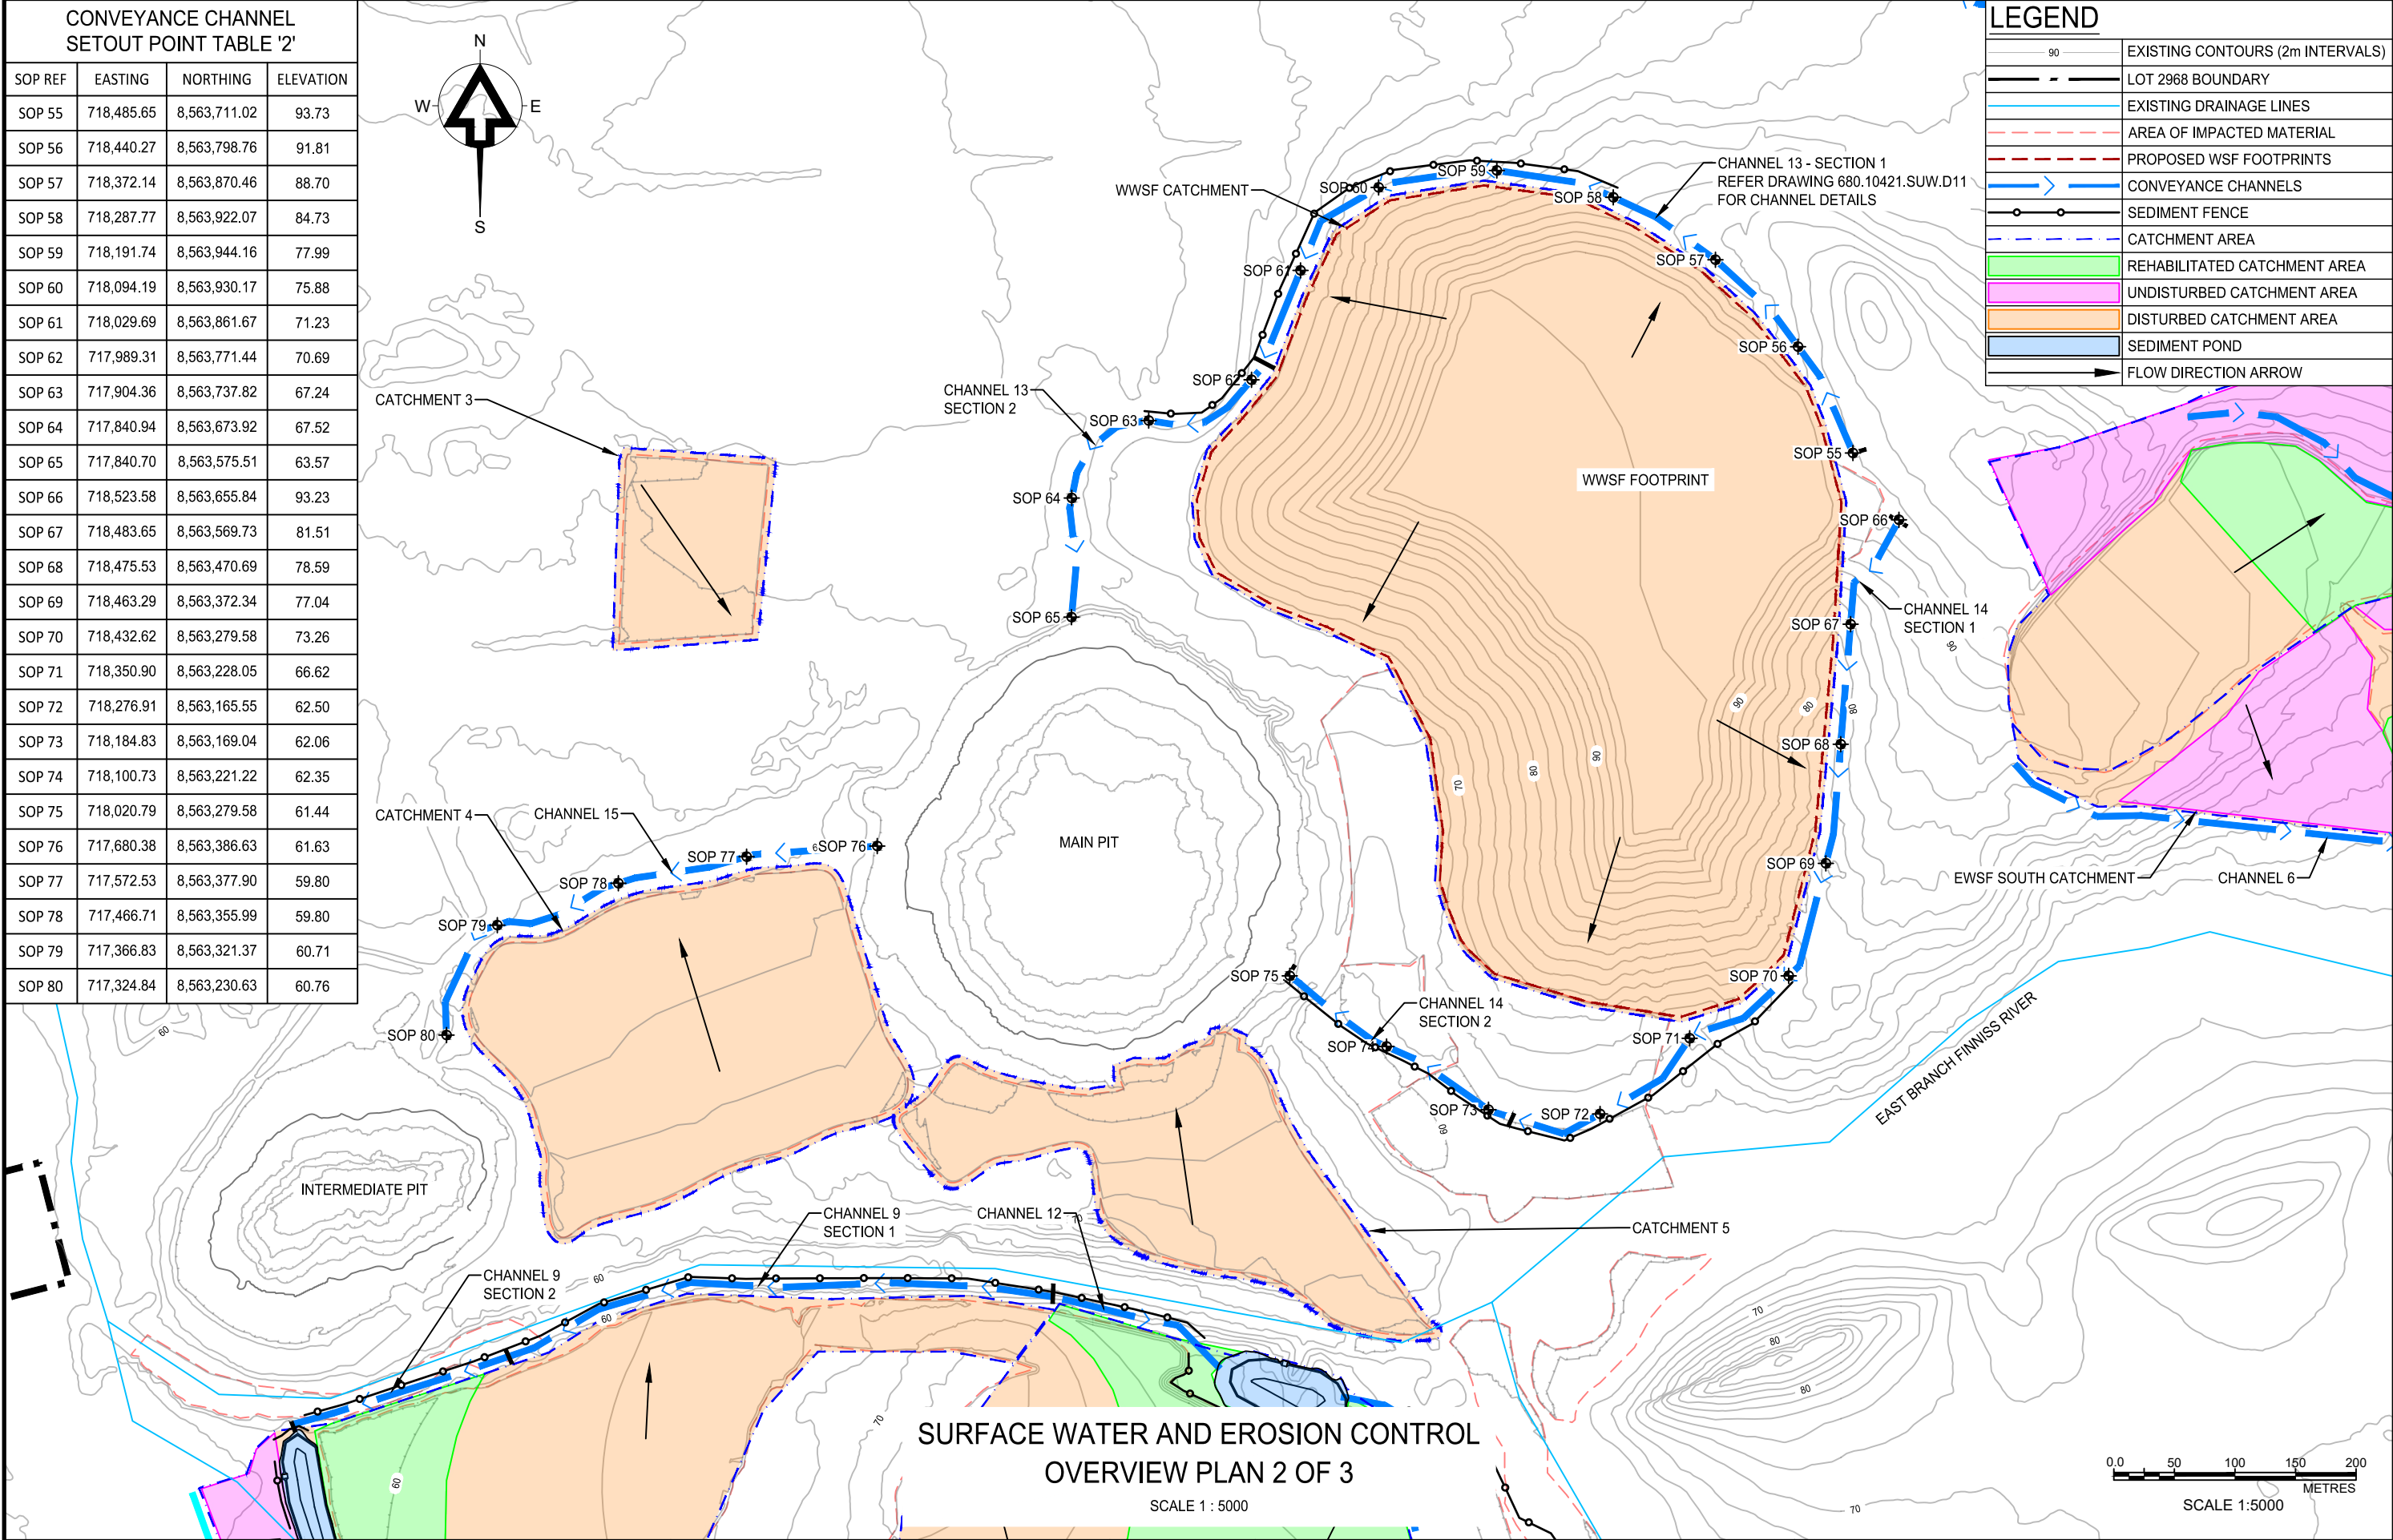 CONVEYANCE CHANNEL
SETOUT POINT TABLE '2'
SOP REF EASTING NORTHING ELEVATION
SOP 55 718,485.65 8,563,711.02 93.73
SOP 56 718,440.27 8,563,798.76 91.81
SOP 57 718,372.14 8,563,870.46 88.70
SOP 58 718,287.77 8,563,922.07 84.73
SOP 59 718,191.74 8,563,944.16 77.99
SOP 60 718,094.19 8,563,930.17 75.88
SOP 61 718,029.69 8,563,861.67 71.23
SOP 62 717,989.31 8,563,771.44 70.69
SOP 63 717,904.36 8,563,737.82 67.24
SOP 64 717,840.94 8,563,673.92 67.52
SOP 65 717,840.70 8,563,575.51 63.57
SOP 66 718,523.58 8,563,655.84 93.23
SOP 67 718,483.65 8,563,569.73 81.51
SOP 68 718,475.53 8,563,470.69 78.59
SOP 69 718,463.29 8,563,372.34 77.04
SOP 70 718,432.62 8,563,279.58 73.26
SOP 71 718,350.90 8,563,228.05 66.62
SOP 72 718,276.91 8,563,165.55 62.50
SOP 73 718,184.83 8,563,169.04 62.06
SOP 74 718,100.73 8,563,221.22 62.35
SOP 75 718,020.79 8,563,279.58 61.44
SOP 76 717,680.38 8,563,386.63 61.63
SOP 77 717,572.53 8,563,377.90 59.80
SOP 78 717,466.71 8,563,355.99 59.80
SOP 79 717,366.83 8,563,321.37 60.71
SOP 80 717,324.84 8,563,230.63 60.76
N
W E
S
LEGEND
90 EXISTING CONTOURS (2m INTERVALS)
LOT 2968 BOUNDARY
EXISTING DRAINAGE LINES
AREA OF IMPACTED MATERIAL
PROPOSED WSF FOOTPRINTS
CONVEYANCE CHANNELS
SEDIMENT FENCE
CATCHMENT AREA
REHABILITATED CATCHMENT AREA
UNDISTURBED CATCHMENT AREA
DISTURBED CATCHMENT AREA
SEDIMENT POND
FLOW DIRECTION ARROW
CHANNEL 13 - SECTION 1
REFER DRAWING 680.10421.SUW.D11
FOR CHANNEL DETAILS
WWSF CATCHMENT
SOP 60
SOP 59
SOP 58
SOP 57
SOP 61
SOP 56
SOP 62
CHANNEL 13
SECTION 2
SOP 63
CATCHMENT 3
SOP 55
WWSF FOOTPRINT
SOP 64
SOP 66
CHANNEL 14
SECTION 1
SOP 65
SOP 67
90
90
80
80
SOP 68
90
80
70
CATCHMENT 4
CHANNEL 15
MAIN PIT
SOP 77
6 SOP 76
SOP 78
SOP 69
EWSF SOUTH CATCHMENT
CHANNEL 6
SOP 79
SOP 75
SOP 70
CHANNEL 14
SECTION 2
60
SOP 80
SOP 74
SOP 71
EAST BRANCH FINNISS RIVER
SOP 73
SOP 72
60
INTERMEDIATE PIT
CHANNEL 9
SECTION 1
CHANNEL 12
70
CATCHMENT 5
CHANNEL 9
SECTION 2
60
60
70
80
80
70
60
70
SURFACE WATER AND EROSION CONTROL
OVERVIEW PLAN 2 OF 3
SCALE 1 : 5000
0.0 50 100 150 200
METRES
SCALE 1:5000